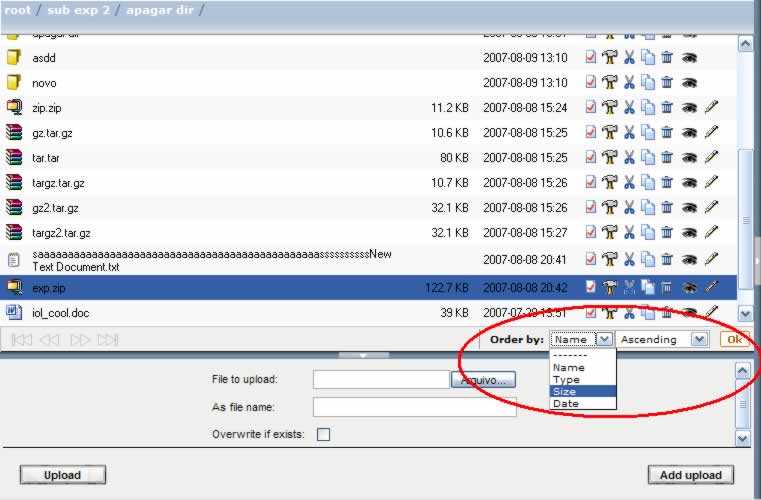 root / sub exp 2 / apagar dir /
apagar dir 2007-08-09 13:10
asdd 2007-08-09 13:10
novo 2007-08-09 13:10
zip.zip 11.2 KB 2007-08-08 15:24
gz.tar.gz 10.6 KB 2007-08-08 15:25
tar.tar 80 KB 2007-08-08 15:25
targz.tar.gz 10.7 KB 2007-08-08 15:26
gz2.tar.gz 32.1 KB 2007-08-08 15:26
targz2.tar.gz 32.1 KB 2007-08-08 15:27
Text Document.txt 2007-08-08 20:41
exp.zip 122.7 KB 2007-08-08 20:42
iol_cool.doc 39 KB 2007-07-29 15:51
Order by: Name Ascending Ok
-------
Name
Type
Size
Date
File to upload: Arquivo...
As file name:
Overwrite if exists:
Upload Add upload